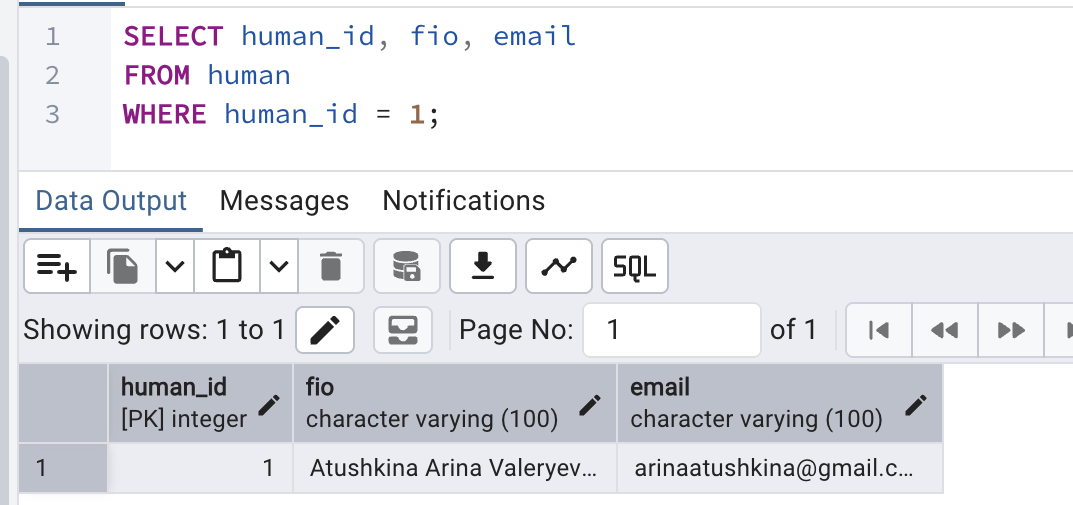 1 SELECT human_id, fio, email
2 FROM human
3 WHERE human_id = 1;
Data Output Messages Notifications
SQL
Showing rows: 1 to 1 Page No: 1 of 1
human_id fio email
[PK] integer character varying (100) character varying (100)
1 1 Atushkina Arina Valeryev... arinaatushkina@gmail.c...